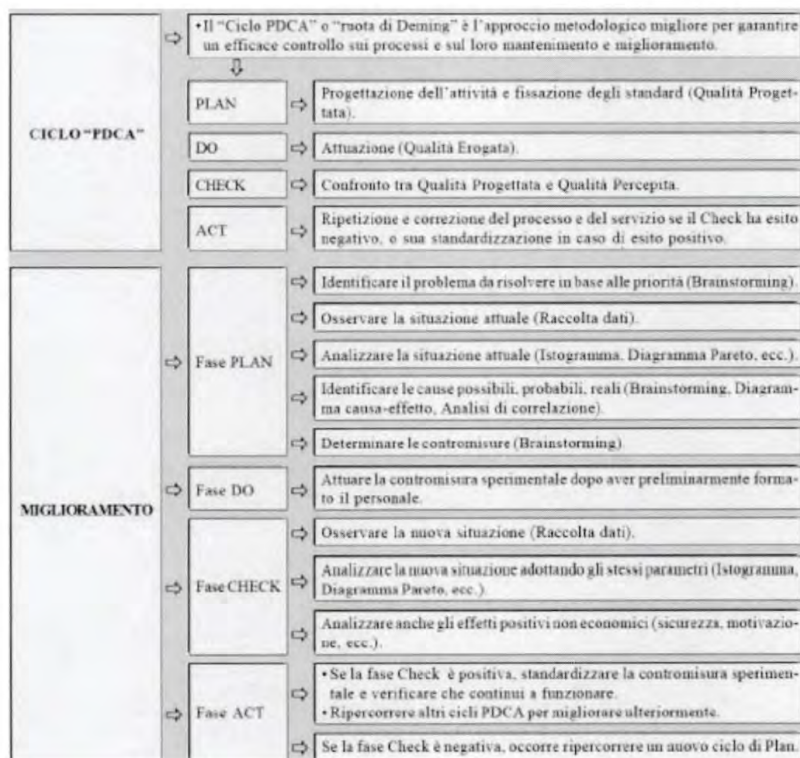 CICLO "PDCA"
•Il "Ciclo PDCA" o "ruota di Deming" è l'approccio metodologico migliore per garantire
un efficace controllo sui processi e sul loro mantenimento e miglioramento.
PLAN
Progettazione dell'attività e fissazione degli standard (Qualità Proget-
tata).
DO
Attuazione (Qualità Erogata).
CHECK
Confronto tra Qualità Progettata e Qualità Percepita.
ACT
Ripetizione e correzione del processo e del servizio se il Check ha esito
negativo, o sua standardizzazione in caso di esito positivo.
MIGLIORAMENTO
Fase PLAN
Identificare il problema da risolvere in base alle priorità (Brainstorming).
Osservare la situazione attuale (Raccolta dati).
Analizzare la situazione attuale (Istogramma, Diagramma Pareto, ecc.).
Identificare le cause possibili, probabili, reali (Brainstorming, Diagram-
ma causa-effetto, Analisi di correlazione).
Determinare le contromisure (Brainstorming)
Fase DO
Attuare la contromisura sperimentale dopo aver preliminarmente forma-
to il personale.
Fase CHECK
Osservare la nuova situazione (Raccolta dati).
Analizzare la nuova situazione adottando gli stessi parametri (Istogramma,
Diagramma Pareto, ecc.)
Analizzare anche gli effetti positivi non economici (sicurezza, motivazio-
ne, ecc.).
Fase ACT
•Se la fase Check è positiva, standardizzare la contromisura sperimen-
tale e verificare che continui a funzionare.
•Ripercorrere altri cicli PDCA per migliorare ulteriormente.
Se la fase Check è negativa, occorre ripercorrere un nuovo ciclo di Plan.